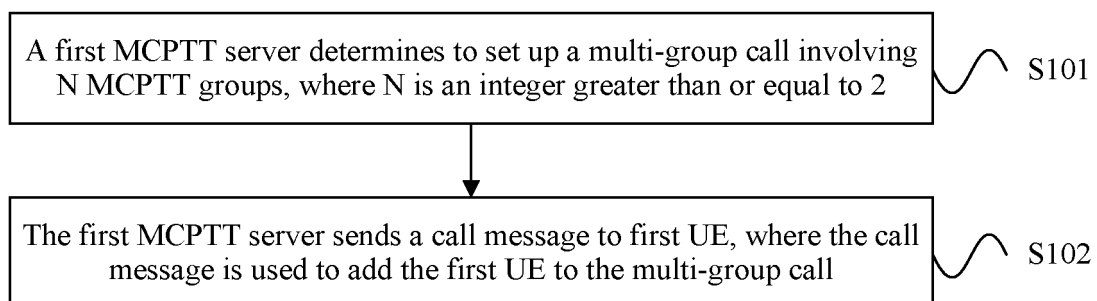 A first MCPTT server determines to set up a multi-group call involving
N MCPTT groups, where N is an integer greater than or equal to 2
S101
The first MCPTT server sends a call message to first UE, where the call
message is used to add the first UE to the multi-group call
S102